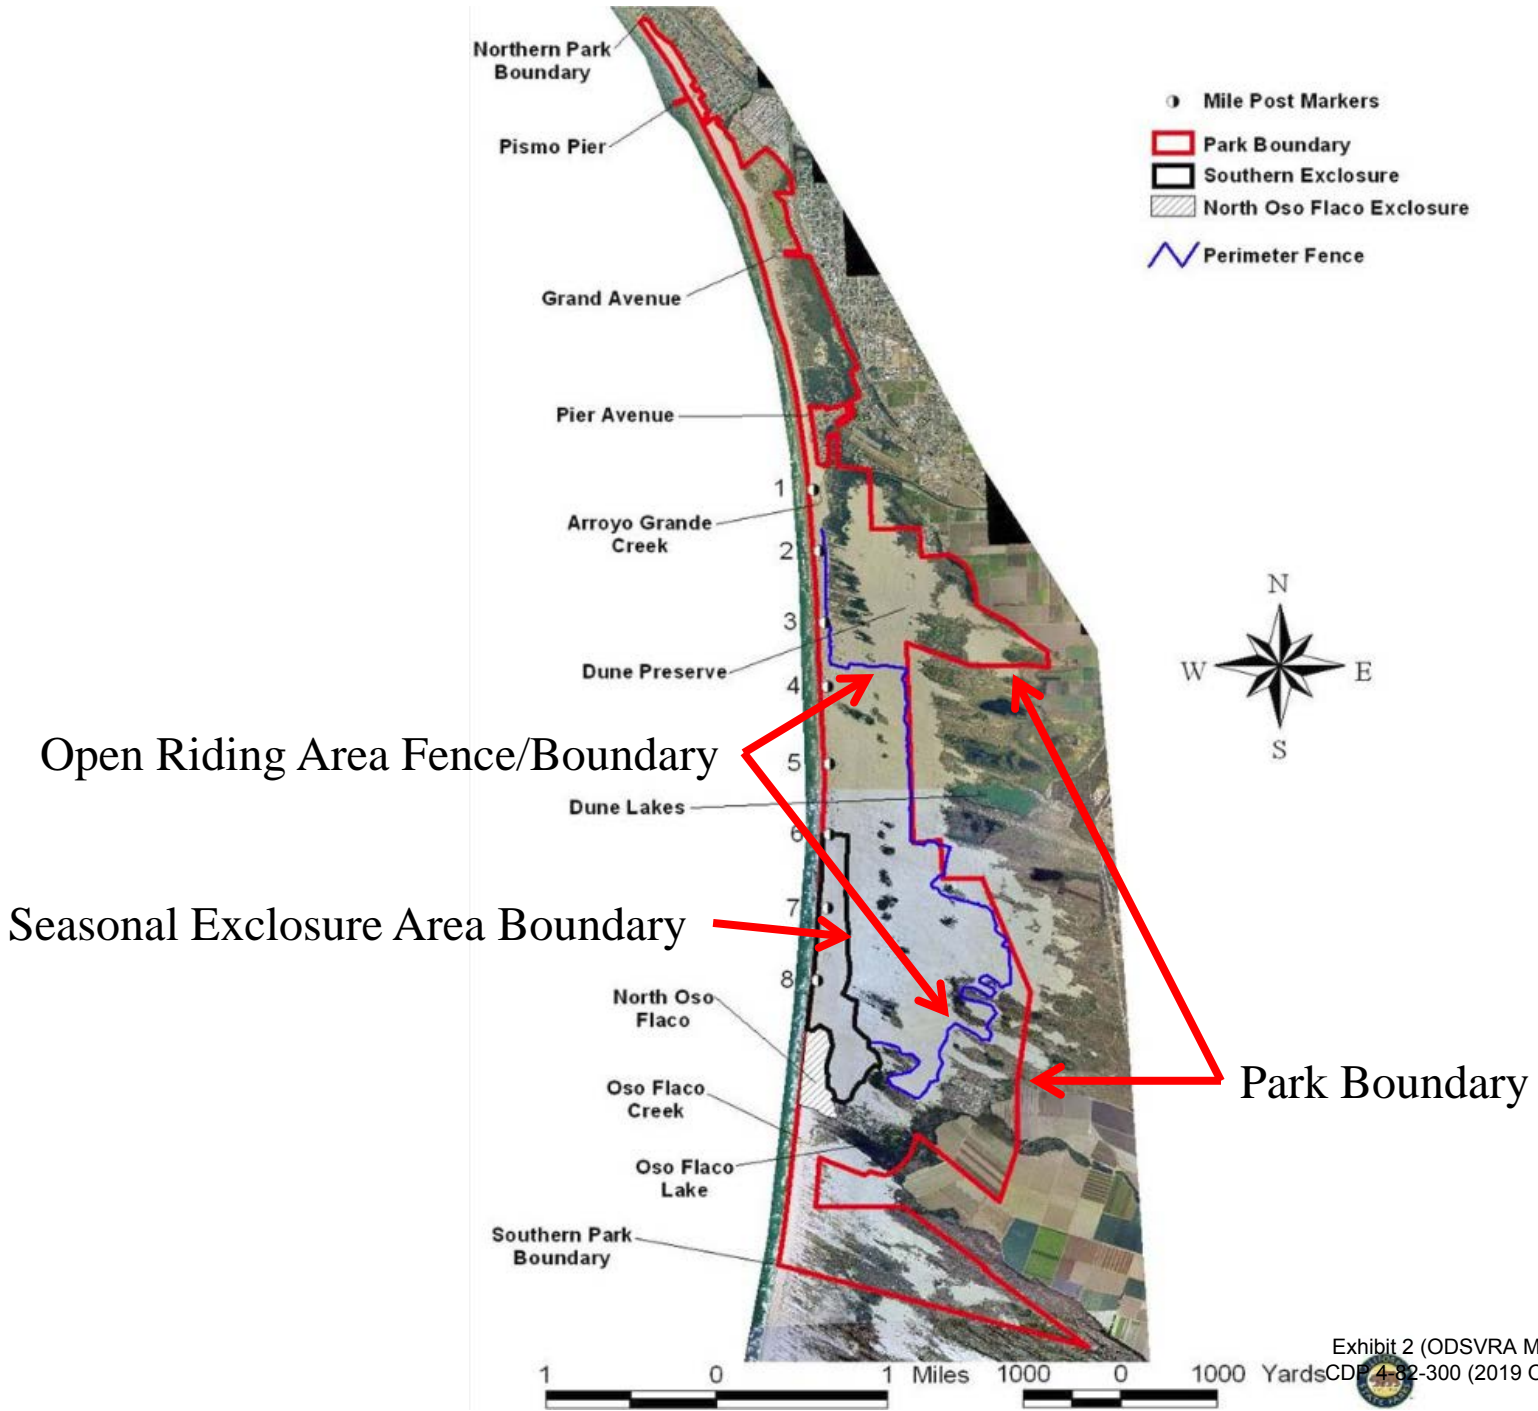 Northern Park
Boundary
Pismo Pier
Mile Post Markers
Park Boundary
Southern Exclosure
North Oso Flaco Exclosure
Perimeter Fence
Grand Avenue
Pier Avenue
1
Arroyo Grande
Creek
2
3
Dune Preserve
4
N
W
E
S
Open Riding Area Fence/Boundary
5
Dune Lakes
6
Seasonal Exclosure Area Boundary
7
8
North Oso
Flaco
Park Boundary
Oso Flaco
Creek
Oso Flaco
Lake
Southern Park
Boundary
Exhibit 2 (ODSVRA M
CDP 4-82-300 (2019 C
1 0 1 Miles
1000 0 1000 Yards